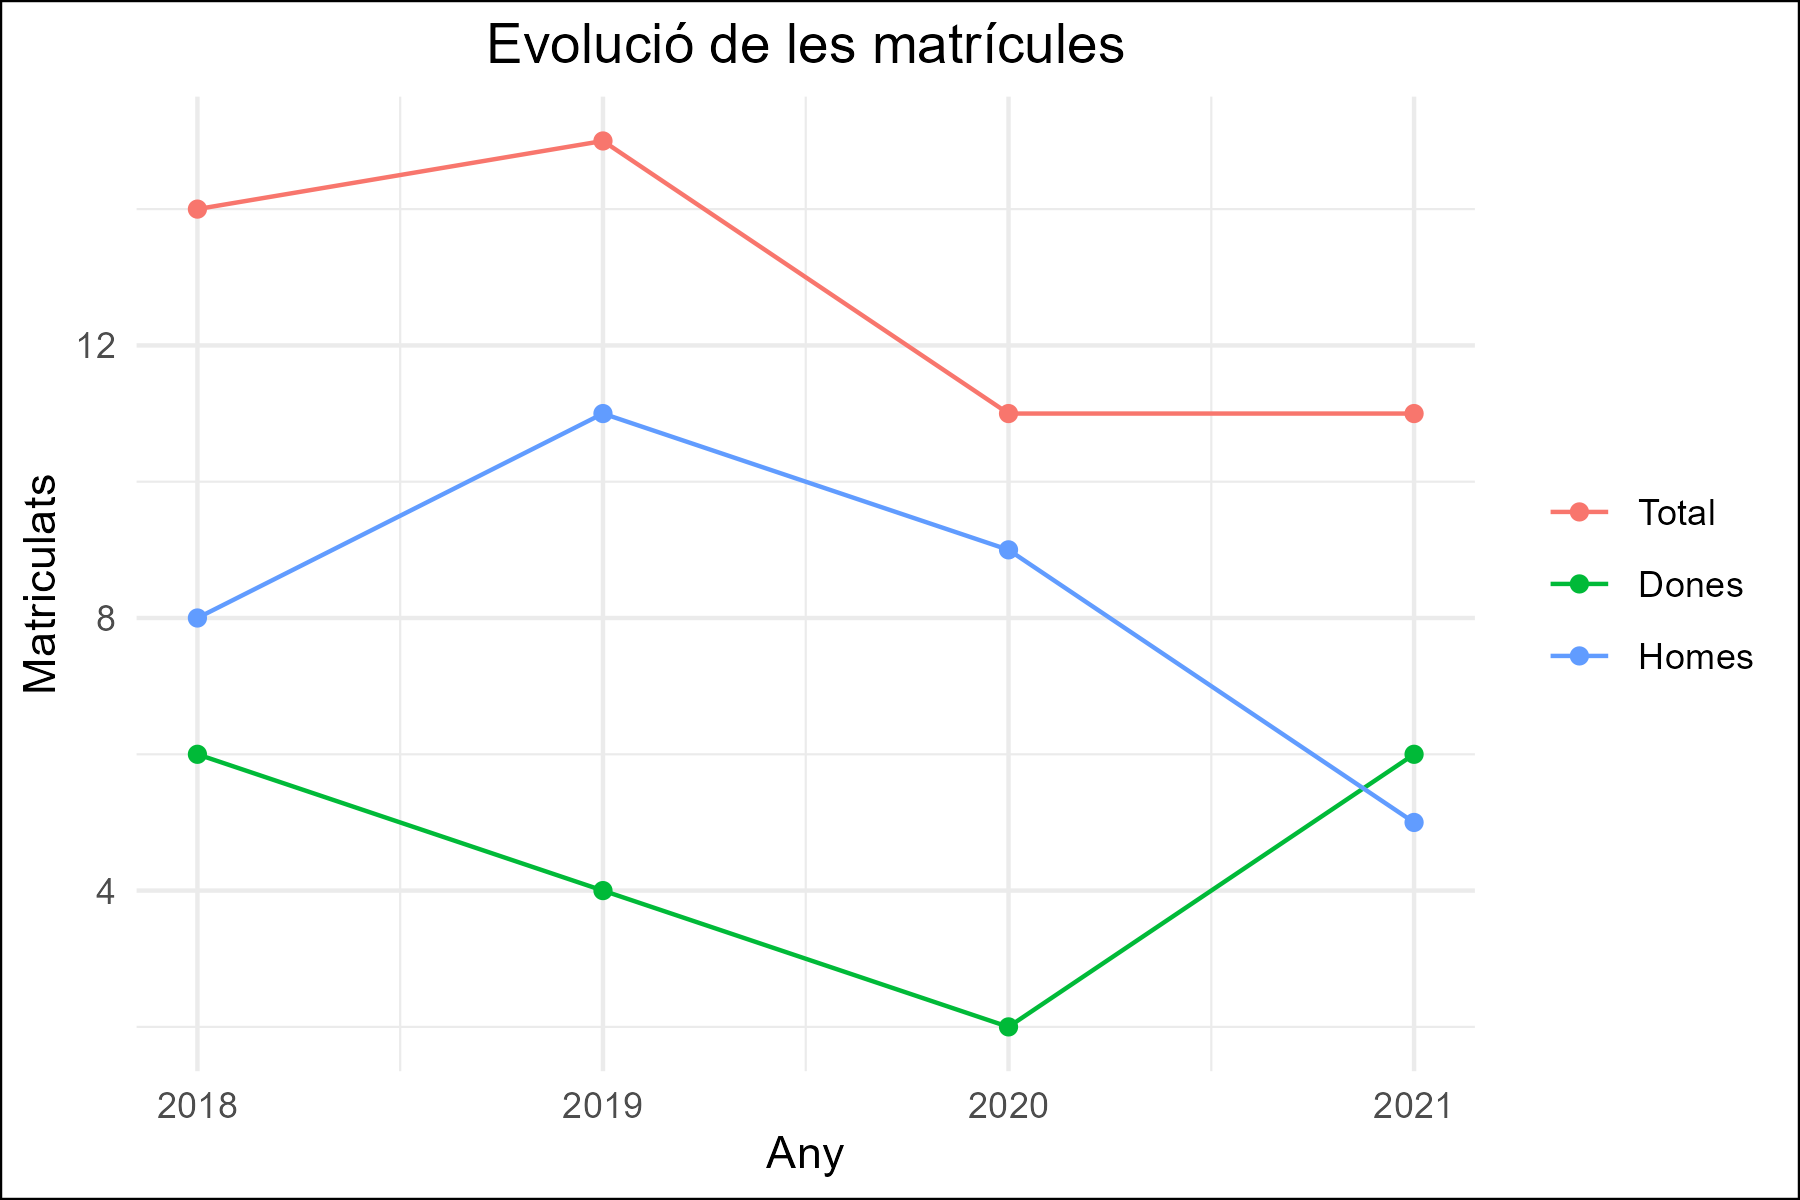 Evolució de les matrícules
12
8
4
Matriculats
2018
2019
2020
2021
Any
Total
Dones
Homes